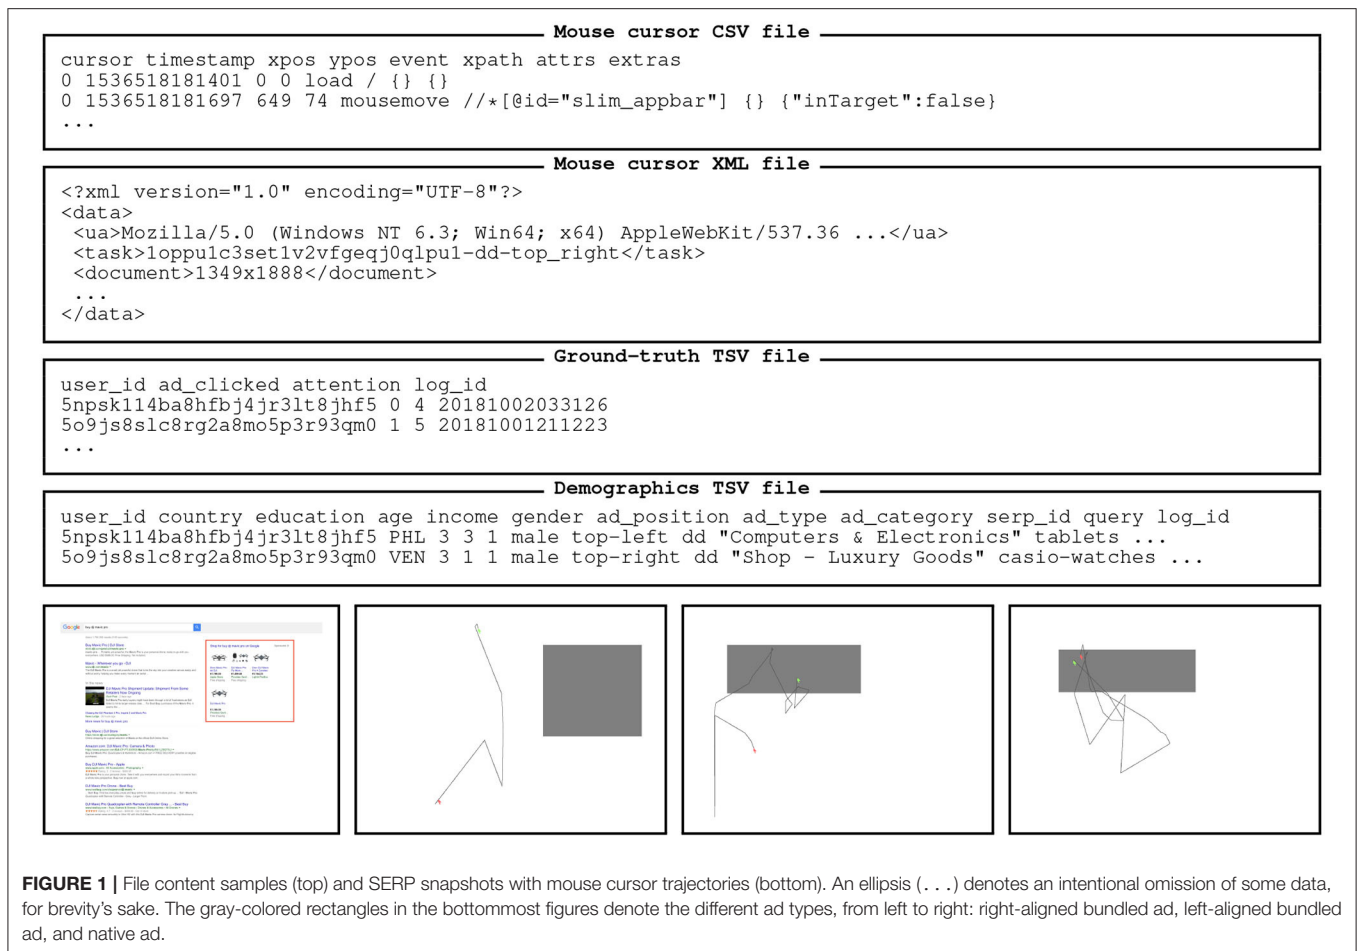 Mouse cursor CSV file
cursor timestamp xpos ypos event xpath attrs extras
0 1536518181401 0 0 load / {} {}
0 1536518181697 649 74 mousemove //*[@id="slim_appbar"] {} {"inTarget":false}
...
Mouse cursor XML file
<?xml version="1.0" encoding="UTF-8"?>
<data>
<ua>Mozilla/5.0 (Windows NT 6.3; Win64; x64) AppleWebKit/537.36 ...</ua>
<task>1oppu1c3set1v2vfgeqj0qlpu1-dd-top_right</task>
<document>1349x1888</document>
...
</data>
Ground-truth TSV file
user_id ad_clicked attention log_id
5npsk114ba8hfbj4jr3lt8jhf5 0 4 20181002033126
5o9js8slc8rg2a8mo5p3r93qm0 1 5 20181001211223
...
Demographics TSV file
user_id country education age income gender ad_position ad_type ad_category serp_id query log_id
5npsk114ba8hfbj4jr3lt8jhf5 PHL 3 3 1 male top-left dd "Computers & Electronics" tablets ...
5o9js8slc8rg2a8mo5p3r93qm0 VEN 3 1 1 male top-right dd "Shop - Luxury Goods" casio-watches ...
Google
FIGURE 1 | File content samples (top) and SERP snapshots with mouse cursor trajectories (bottom). An ellipsis (...) denotes an intentional omission of some data,
for brevity's sake. The gray-colored rectangles in the bottommost figures denote the different ad types, from left to right: right-aligned bundled ad, left-aligned bundled
ad, and native ad.